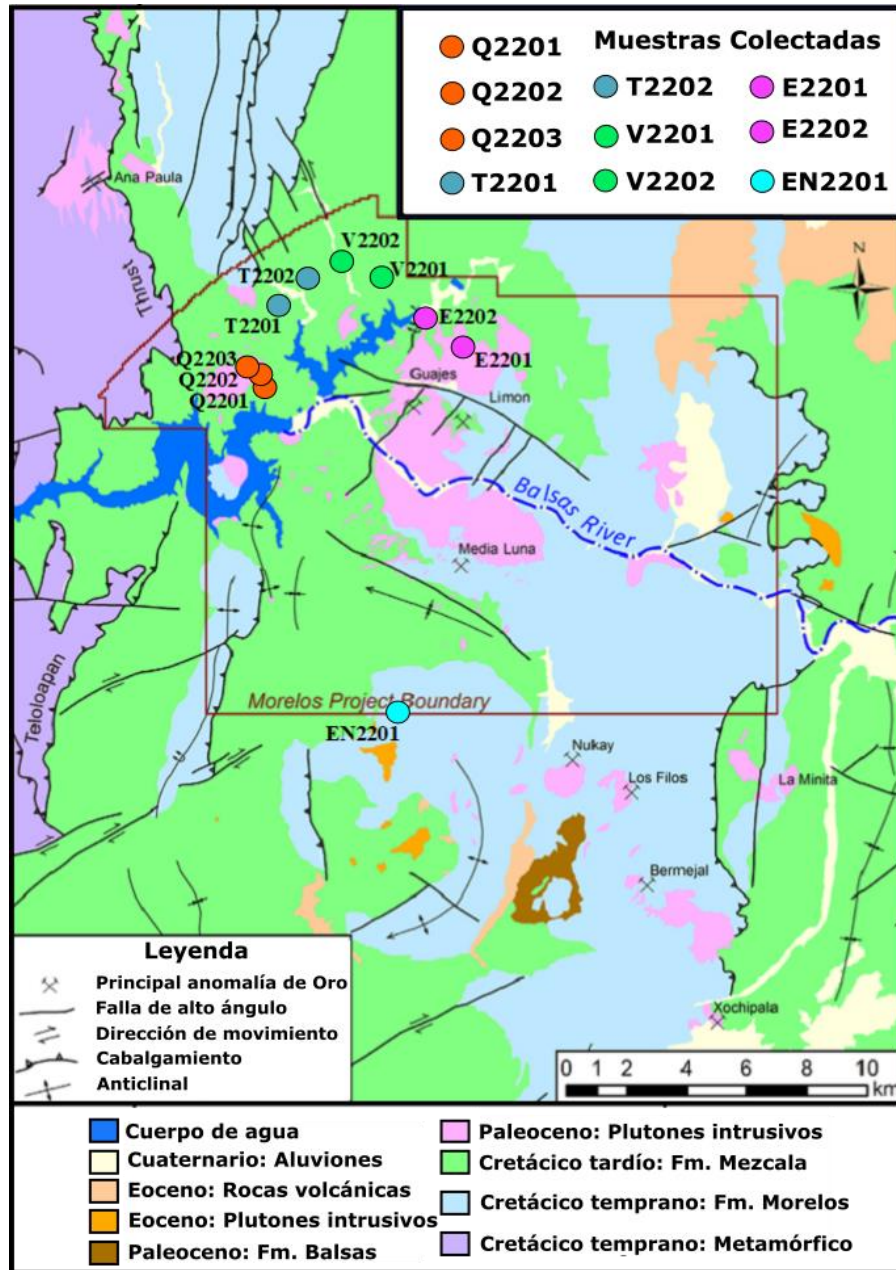 Muestras Colectadas
Q2201
Q2202
Q2203
T2201
T2202
V2201
V2202
E2201
E2202
EN2201
Ana Paula
Thrust
N
V2202
T2202
V2201
T2201
E2202
E2201
Q2203
Q2202
Q2201
Guajes
Limon
Balsas River
Media Luna
Teloloapan
Morelos Project Boundary
EN2201
Nukay
Los Filos
La Minita
Bermejal
Xochipala
Leyenda
Principal anomalía de Oro
Falla de alto ángulo
Dirección de movimiento
Cabalgamiento
Anticlinal
0 1 2 4 6 8 10
km
Cuerpo de agua
Cuaternario: Aluviones
Eoceno: Rocas volcánicas
Eoceno: Plutones intrusivos
Paleoceno: Fm. Balsas
Paleoceno: Plutones intrusivos
Cretácico tardío: Fm. Mezcala
Cretácico temprano: Fm. Morelos
Cretácico temprano: Metamórfico